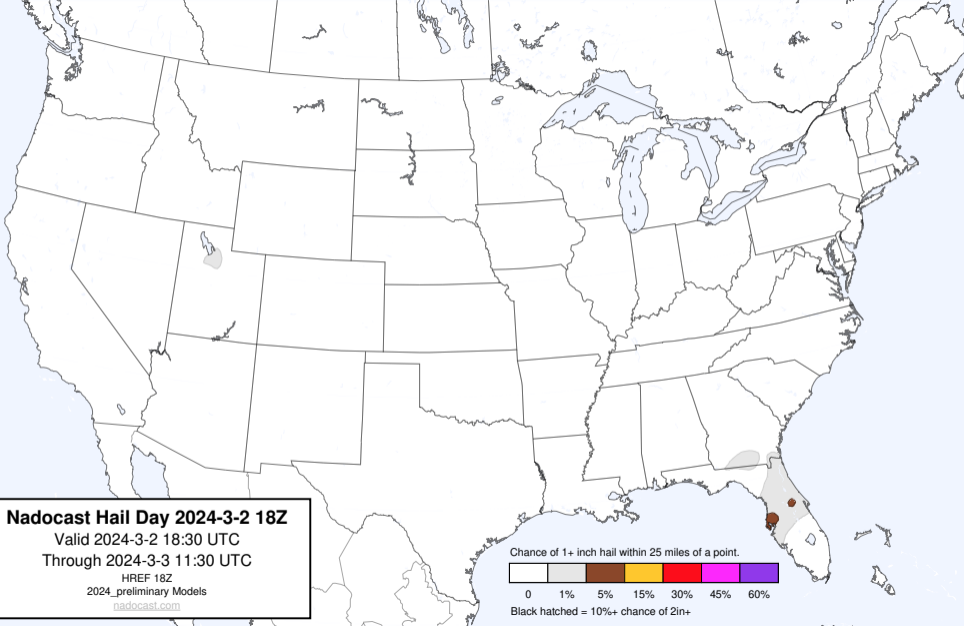 Nadocast Hail Day 2024-3-2 18Z
Valid 2024-3-2 18:30 UTC
Through 2024-3-3 11:30 UTC
HREF 18Z
2024_preliminary Models
nadocast.com
Chance of 1+ inch hail within 25 miles of a point.
0 1% 5% 15% 30% 45% 60%
Black hatched = 10%+ chance of 2in+